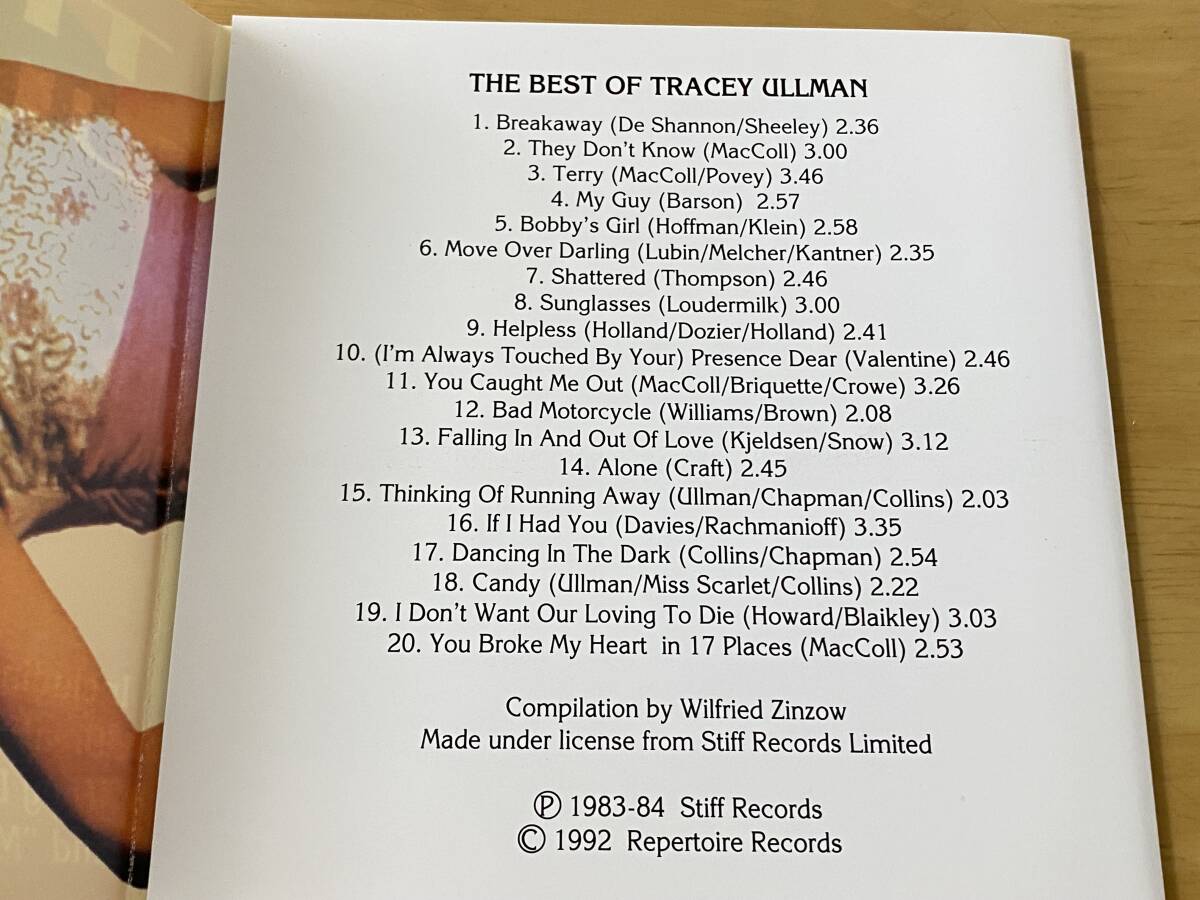 THE BEST OF TRACEY ULLMAN
1. Breakaway (De Shannon/Sheeley) 2.36
2. They Don't Know (MacColl) 3.00
3. Terry (MacColl/Povey) 3.46
4. My Guy (Barson) 2.57
5. Bobby's Girl (Hoffman/Klein) 2.58
6. Move Over Darling (Lubin/Melcher/Kantner) 2.35
7. Shattered (Thompson) 2.46
8. Sunglasses (Loudermilk) 3.00
9. Helpless (Holland/Dozier/Holland) 2.41
10. (I'm Always Touched By Your) Presence Dear (Valentine) 2.46
11. You Caught Me Out (MacColl/Briquette/Crowe) 3.26
12. Bad Motorcycle (Williams/Brown) 2.08
13. Falling In And Out Of Love (Kjeldsen/Snow) 3.12
14. Alone (Craft) 2.45
15. Thinking Of Running Away (Ullman/Chapman/Collins) 2.03
16. If I Had You (Davies/Rachmanioff) 3.35
17. Dancing In The Dark (Collins/Chapman) 2.54
18. Candy (Ullman/Miss Scarlet/Collins) 2.22
19. I Don't Want Our Loving To Die (Howard/Blaikley) 3.03
20. You Broke My Heart in 17 Places (MacColl) 2.53
Compilation by Wilfried Zinzow
Made under license from Stiff Records Limited
℗ 1983-84 Stiff Records
© 1992 Repertoire Records